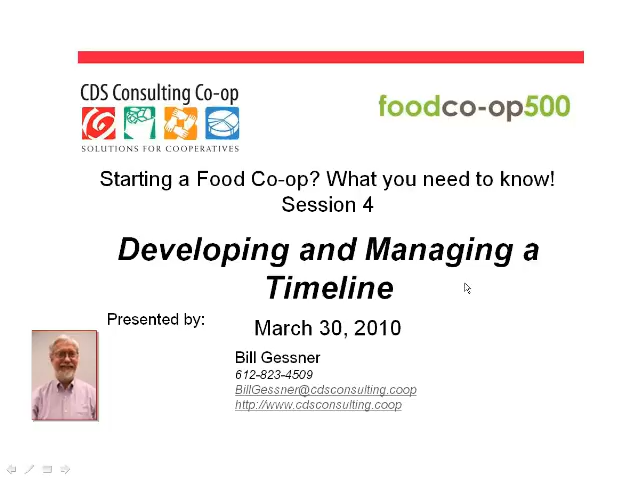 CDS Consulting Co-op
SOLUTIONS FOR COOPERATIVES
foodco-op500
Starting a Food Co-op? What you need to know!
Session 4
Developing and Managing a
Timeline
Presented by:
March 30, 2010
Bill Gessner
612-823-4509
BillGessner@cdsconsulting.coop
http://www.cdsconsulting.coop